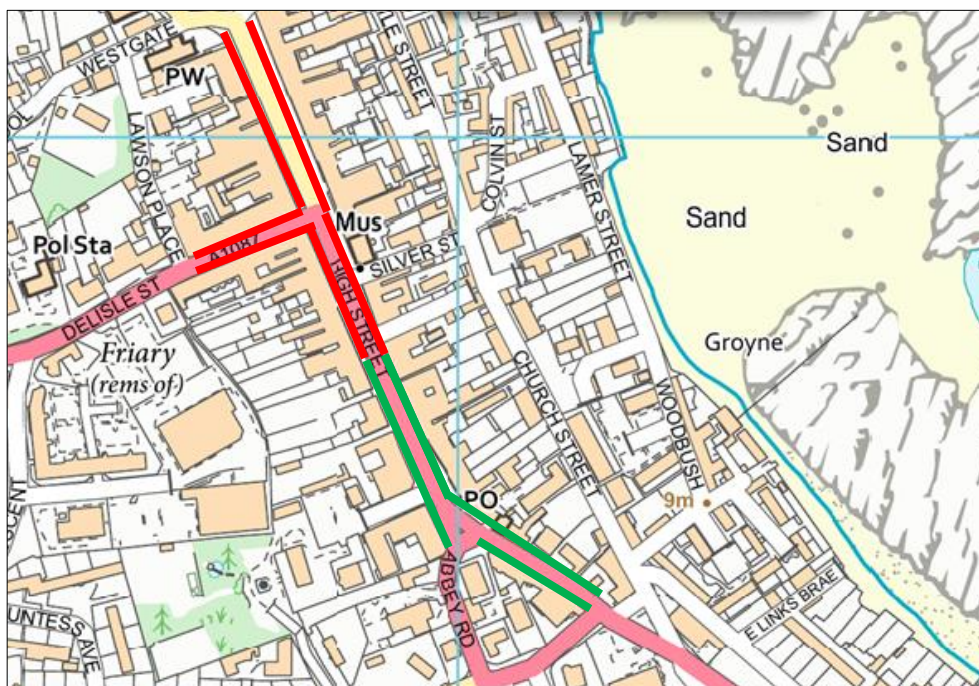 WESTGATE
PW
LAWSON PLACE
Pol Sta
A1087
DELISLE ST
Friary
(rems of)
Mus
SILVER ST
HIGH STREET
COLVIN ST
LAMER STREET
Sand
Sand
Groyne
CHURCH STREET
WOODBUSH
9m
PO
ABBEY RD
E LINKS BRAE